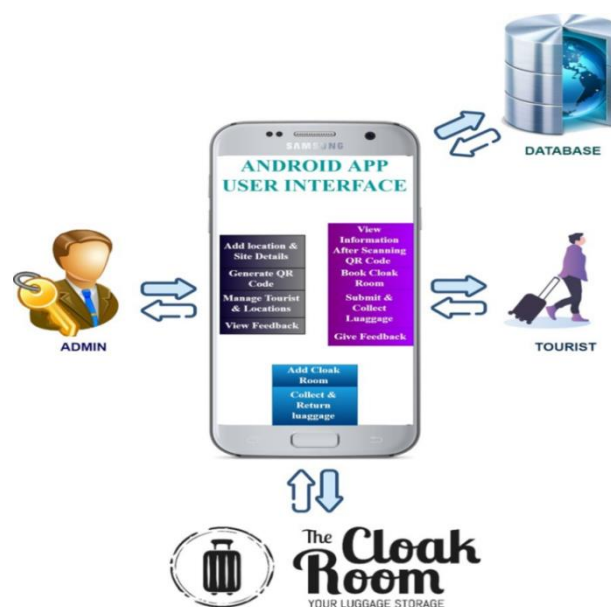 SAMSUNG
ANDROID APP
USER INTERFACE
Add location &
Site Details
Generate QR
Code
Manage Tourist
& Locations
View Feedback
View
Information
After Scanning
QR Code
Book Cloak
Room
Submit &
Collect
Luaggage
Give Feedback
Add Cloak
Room
Collect &
Return
luaggage
ADMIN
DATABASE
TOURIST
The Cloak
Room
YOUR LUGGAGE STORAGE